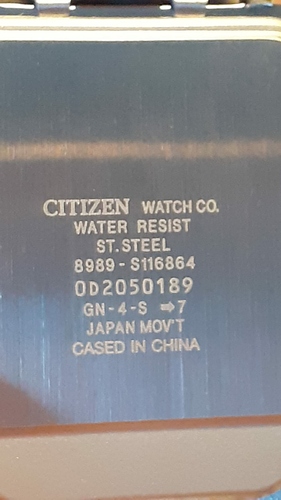 CITIZEN WATCH CO.
WATER RESIST
ST.STEEL
8989-S116864
0D2050189
GN-4-S ➡7
JAPAN MOV'T
CASED IN CHINA